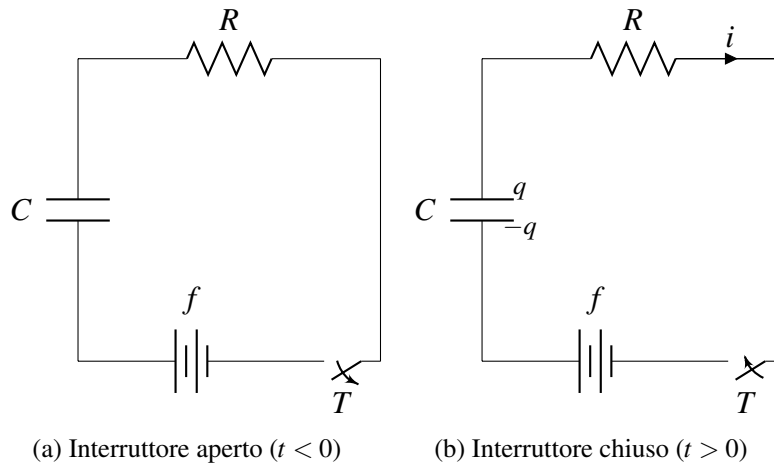 R
C
f
T
(a) Interruttore aperto (t < 0)
R
i
C
q
−q
f
T
(b) Interruttore chiuso (t > 0)